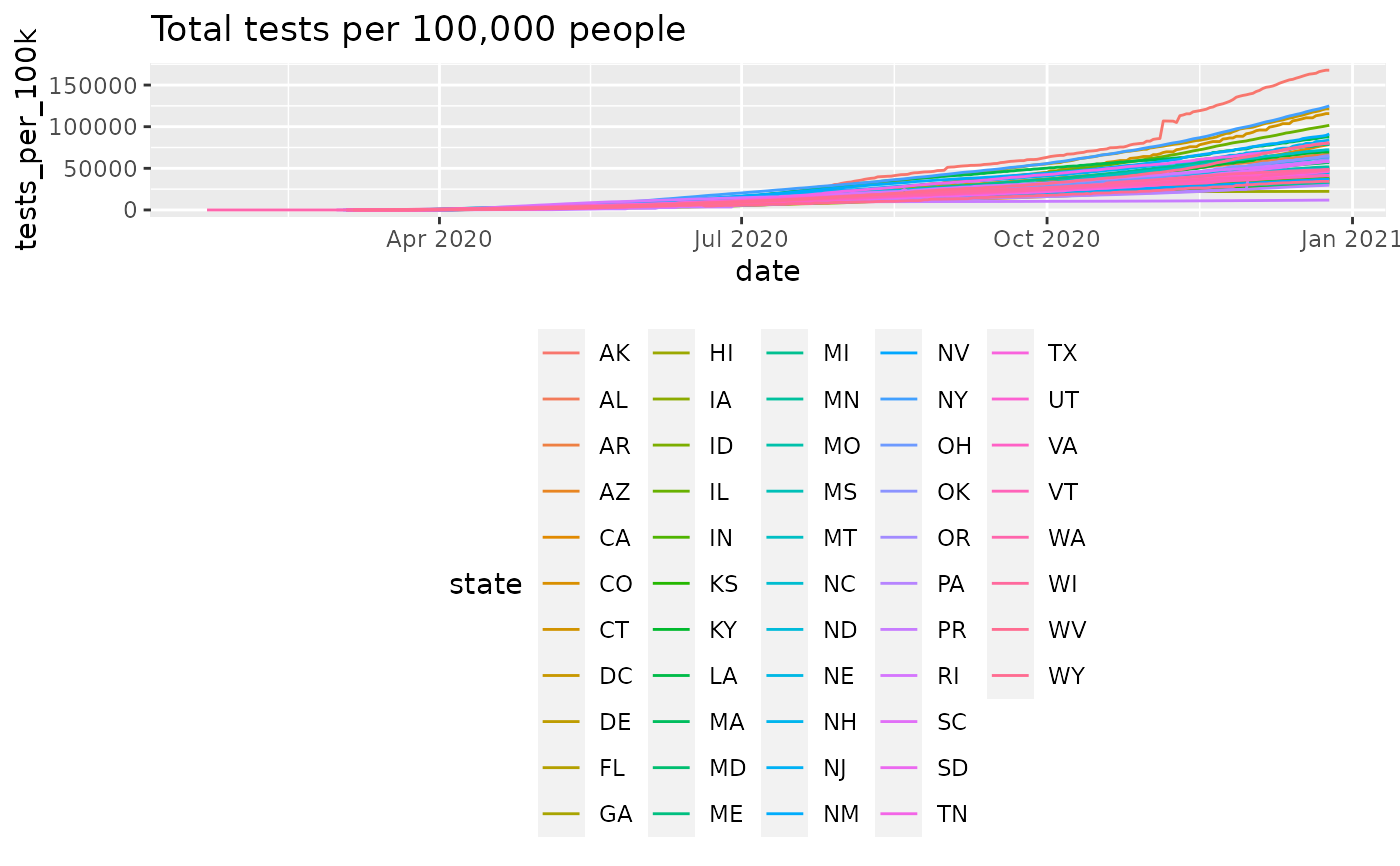 Total tests per 100,000 people
tests_per_100k
150000
100000
50000
0
Apr 2020 Jul 2020 Oct 2020 Jan 2021
date
state
AK HI MI NV TX
AL IA MN NY UT
AR ID MO OH VA
AZ IL MS OK VT
CA IN MT OR WA
CO KS NC PA WI
CT KY ND PR WV
DC LA NE RI WY
DE MA NH SC
FL MD NJ SD
GA ME NM TN